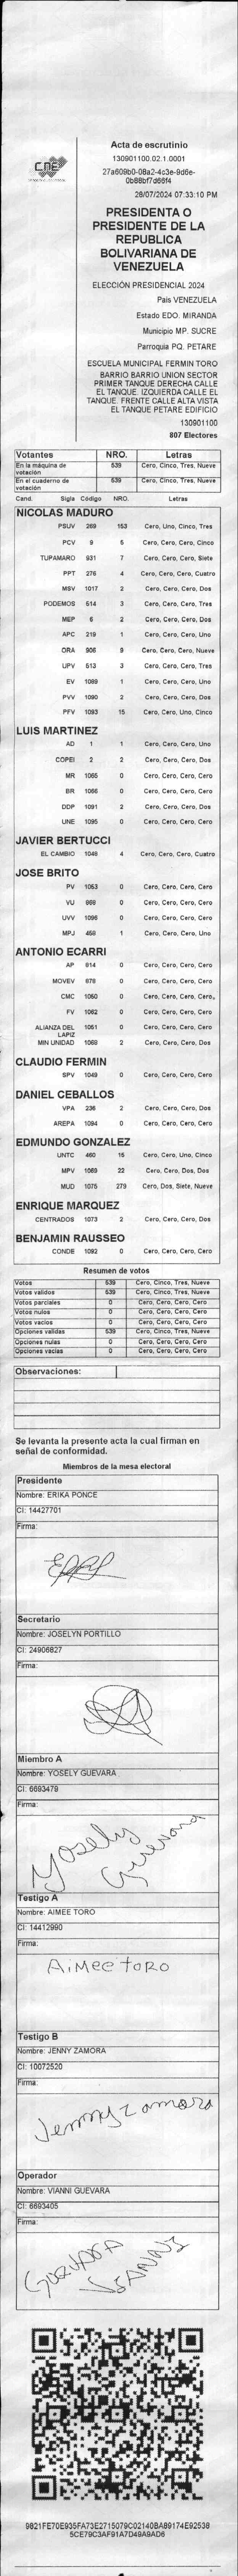 CNE
Acta de escrutinio
130901100.02.1.0001
27a609b0-08a2-4c3e-9d6e-
0b88bf7d66f4
28/07/2024 07:33:10 PM
PRESIDENTA O
PRESIDENTE DE LA
REPUBLICA
BOLIVARIANA DE
VENEZUELA
ELECCIÓN PRESIDENCIAL 2024
País VENEZUELA
Estado EDO. MIRANDA
Municipio MP. SUCRE
Parroquia PQ. PETARE
ESCUELA MUNICIPAL FERMIN TORO
BARRIO BARRIO UNION SECTOR
PRIMER TANQUE DERECHA CALLE
EL TANQUE. IZQUIERDA CALLE EL
TANQUE. FRENTE CALLE ALTA VISTA
EL TANQUE PETARE EDIFICIO
130901100
807 Electores
Votantes NRO. Letras
En la máquina de votación 539 Cero, Cinco, Tres, Nueve
En el cuaderno de votación 539 Cero, Cinco, Tres, Nueve
Cand. Sigla Código NRO. Letras
NICOLAS MADURO
PSUV 269 153 Cero, Uno, Cinco, Tres
PCV 9 5 Cero, Cero, Cero, Cinco
TUPAMARO 931 7 Cero, Cero, Cero, Siete
PPT 276 4 Cero, Cero, Cero, Cuatro
MSV 1017 2 Cero, Cero, Cero, Dos
PODEMOS 514 3 Cero, Cero, Cero, Tres
MEP 6 2 Cero, Cero, Cero, Dos
APC 219 1 Cero, Cero, Cero, Uno
ORA 906 9 Cero, Cero, Cero, Nueve
UPV 513 3 Cero, Cero, Cero, Tres
EV 1089 1 Cero, Cero, Cero, Uno
PVV 1090 2 Cero, Cero, Cero, Dos
PFV 1093 15 Cero, Cero, Uno, Cinco
LUIS MARTINEZ
AD 1 1 Cero, Cero, Cero, Uno
COPEI 2 2 Cero, Cero, Cero, Dos
MR 1065 0 Cero, Cero, Cero, Cero
BR 1066 0 Cero, Cero, Cero, Cero
DDP 1091 2 Cero, Cero, Cero, Dos
UNE 1095 0 Cero, Cero, Cero, Cero
JAVIER BERTUCCI
EL CAMBIO 1048 4 Cero, Cero, Cero, Cuatro
JOSE BRITO
PV 1053 0 Cero, Cero, Cero, Cero
VU 968 0 Cero, Cero, Cero, Cero
UVV 1096 0 Cero, Cero, Cero, Cero
MPJ 458 1 Cero, Cero, Cero, Uno
ANTONIO ECARRI
AP 914 0 Cero, Cero, Cero, Cero
MOVEV 978 0 Cero, Cero, Cero, Cero
CMC 1050 0 Cero, Cero, Cero, Cero
FV 1062 0 Cero, Cero, Cero, Cero
ALIANZA DEL LAPIZ 1051 0 Cero, Cero, Cero, Cero
MIN UNIDAD 1068 2 Cero, Cero, Cero, Dos
CLAUDIO FERMIN
SPV 1049 0 Cero, Cero, Cero, Cero
DANIEL CEBALLOS
VPA 236 2 Cero, Cero, Cero, Dos
AREPA 1094 0 Cero, Cero, Cero, Cero
EDMUNDO GONZALEZ
UNTC 460 15 Cero, Cero, Uno, Cinco
MPV 1069 22 Cero, Cero, Dos, Dos
MUD 1075 279 Cero, Dos, Siete, Nueve
ENRIQUE MARQUEZ
CENTRADOS 1073 2 Cero, Cero, Cero, Dos
BENJAMIN RAUSSEO
CONDE 1092 0 Cero, Cero, Cero, Cero
Resumen de votos
Votos 539 Cero, Cinco, Tres, Nueve
Votos validos 539 Cero, Cinco, Tres, Nueve
Votos parciales 0 Cero, Cero, Cero, Cero
Votos nulos 0 Cero, Cero, Cero, Cero
Votos vacios 0 Cero, Cero, Cero, Cero
Opciones validas 539 Cero, Cinco, Tres, Nueve
Opciones nulas 0 Cero, Cero, Cero, Cero
Opciones vacias 0 Cero, Cero, Cero, Cero
Observaciones:
Se levanta la presente acta la cual firman en
señal de conformidad.
Miembros de la mesa electoral
Presidente
Nombre: ERIKA PONCE
CI: 14427701
Firma:
Secretario
Nombre: JOSELYN PORTILLO
CI: 24906827
Firma:
Miembro A
Nombre: YOSELY GUEVARA
CI: 6693479
Firma:
Yosely
Guevara
Testigo A
Nombre: AIMEE TORO
CI: 14412990
Firma:
Aimee toro
Testigo B
Nombre: JENNY ZAMORA
CI: 10072520
Firma:
Jenny zamora
Operador
Nombre: VIANNI GUEVARA
CI: 6693405
Firma:
GUEVARA
VIANNI
9821FE70E935FA73E2715079C02140BA89174E92538
5CE79C3AF91A7D49A9AD6